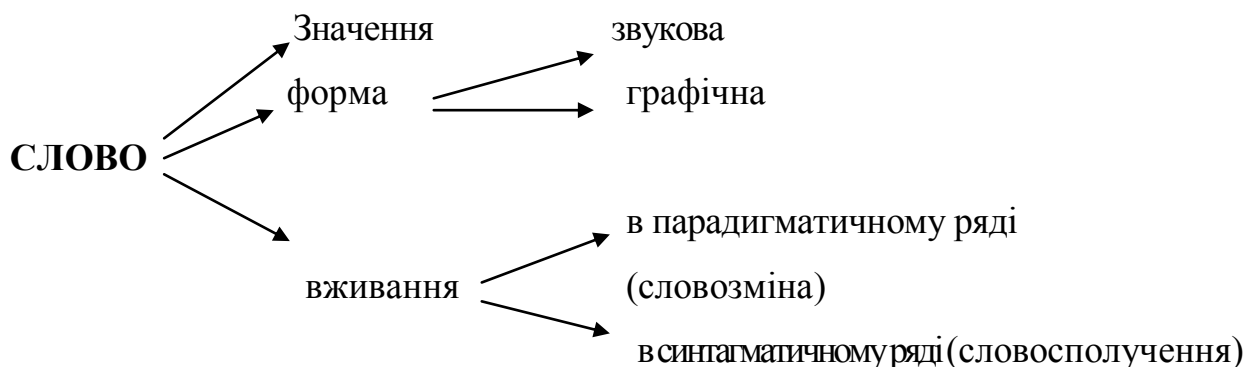 Значення звукова
форма графічна
СЛОВО
в парадигматичному ряді
вживання (словозміна)
в синтагматичному ряді (словосполучення)